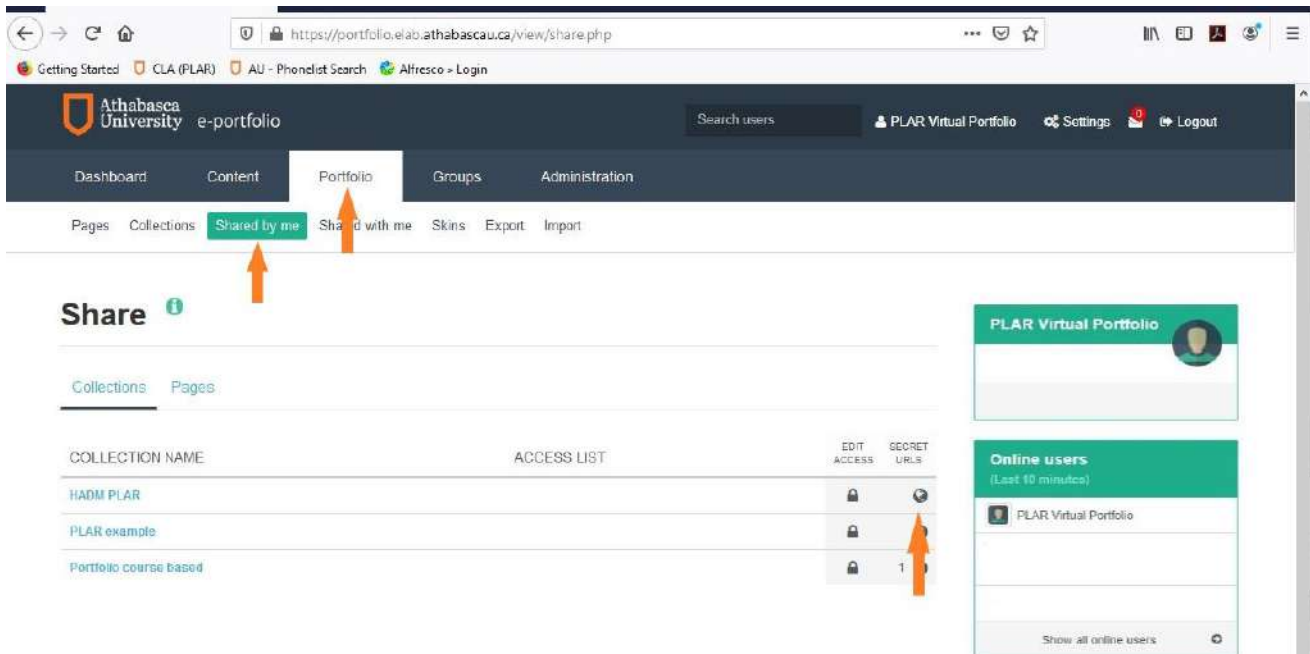 https://portfolio.elab.athabascau.ca/view/share.php
Getting Started CLA (PLAR) AU - Phonelist Search Alfresco » Login
Athabasca
University e-portfolio
Search users PLAR Virtual Portfolio Settings 0 Logout
Dashboard Content Portfolio Groups Administration
Pages Collections Shared by me Shared with me Skins Export Import
Share
PLAR Virtual Portfolio
Collections Pages
COLLECTION NAME ACCESS LIST EDIT ACCESS SECRET URLS
HADM PLAR
PLAR example
Portfolio course based 1
Online users
(Last 10 minutes)
PLAR Virtual Portfolio
Show all online users